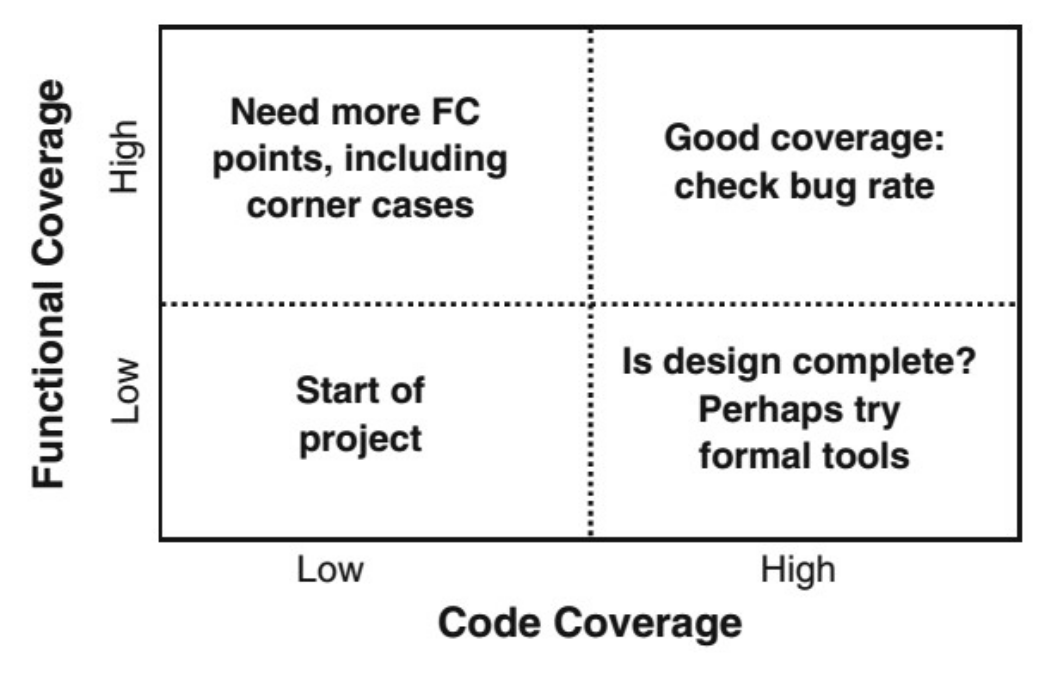 Functional Coverage
High
Low
Need more FC
points, including
corner cases
Good coverage:
check bug rate
Start of
project
Is design complete?
Perhaps try
formal tools
Low
High
Code Coverage